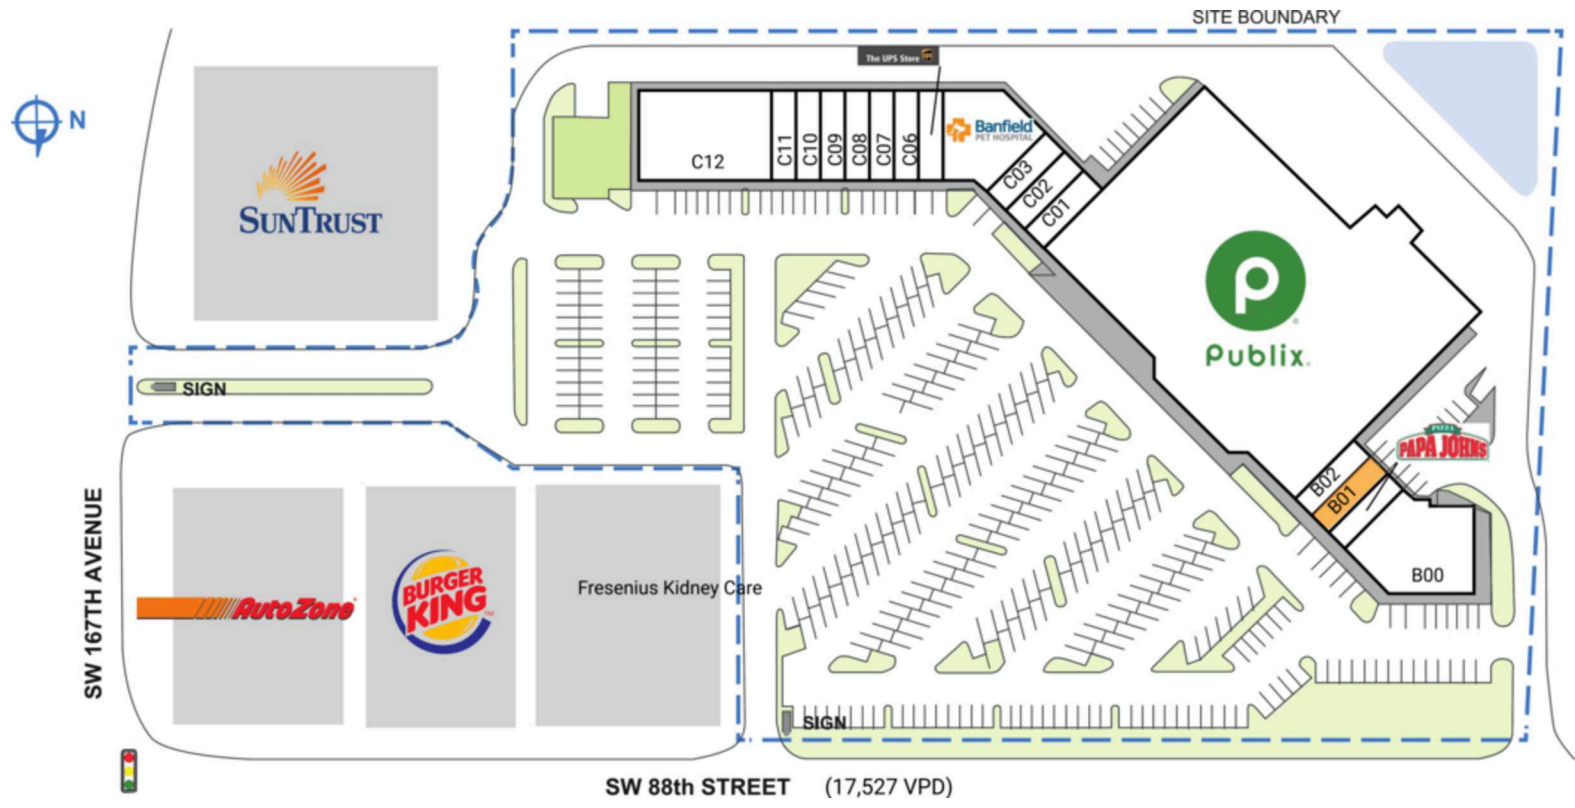 SITE BOUNDARY
The UPS Store
N
Banfield
PET HOSPITAL
C12
C11
C10
C09
C08
C07
C06
C03
C02
C01
SUNTRUST
Publix.
SIGN
PIZZA
PAPA JOHNS
B02
B01
B00
SW 167TH AVENUE
AutoZone
BURGER
KING
TM
Fresenius Kidney Care
SIGN
SW 88th STREET (17,527 VPD)